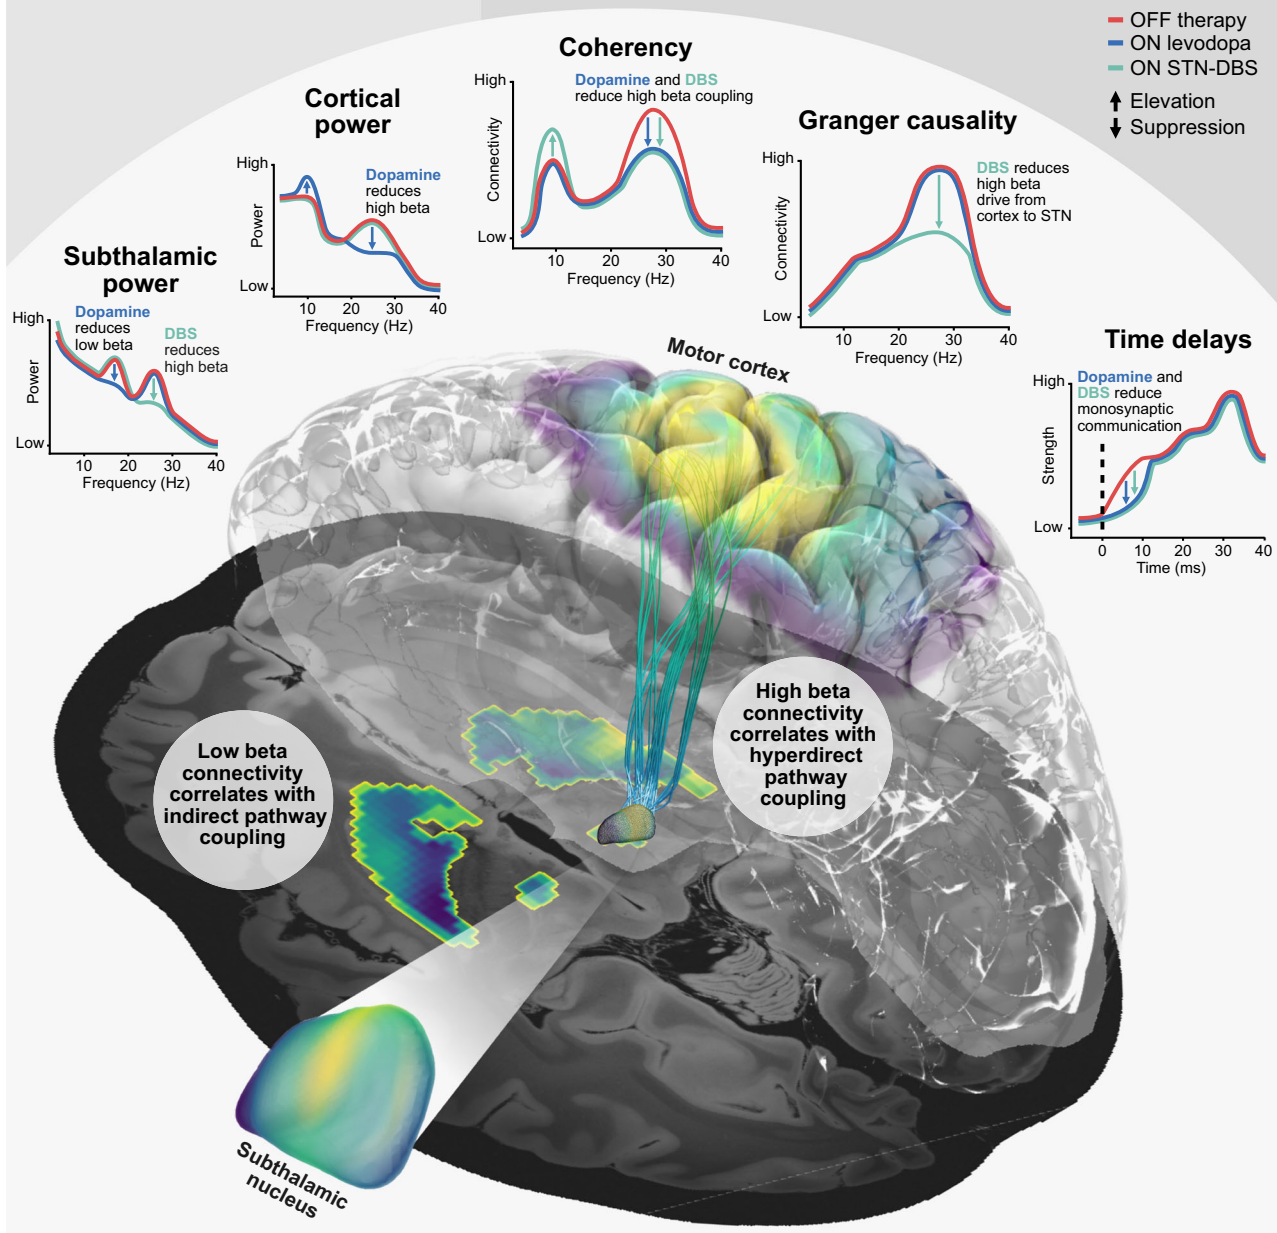 OFF therapy
ON levodopa
ON STN-DBS
Elevation
Suppression
Coherency
High
Dopamine and DBS
reduce high beta coupling
Connectivity
Low
10 20 30 40
Frequency (Hz)
Cortical
power
High
Dopamine
reduces
high beta
Power
Low
10 20 30 40
Frequency (Hz)
Granger causality
High
DBS reduces
high beta
drive from
cortex to STN
Connectivity
Low
10 20 30 40
Frequency (Hz)
Subthalamic
power
High
Dopamine
reduces
low beta
DBS
reduces
high beta
Power
Low
10 20 30 40
Frequency (Hz)
Time delays
High
Dopamine and
DBS reduce
monosynaptic
communication
Strength
Low
0 10 20 30 40
Time (ms)
Motor cortex
High beta
connectivity
correlates with
hyperdirect
pathway
coupling
Low beta
connectivity
correlates with
indirect pathway
coupling
Subthalamic
nucleus